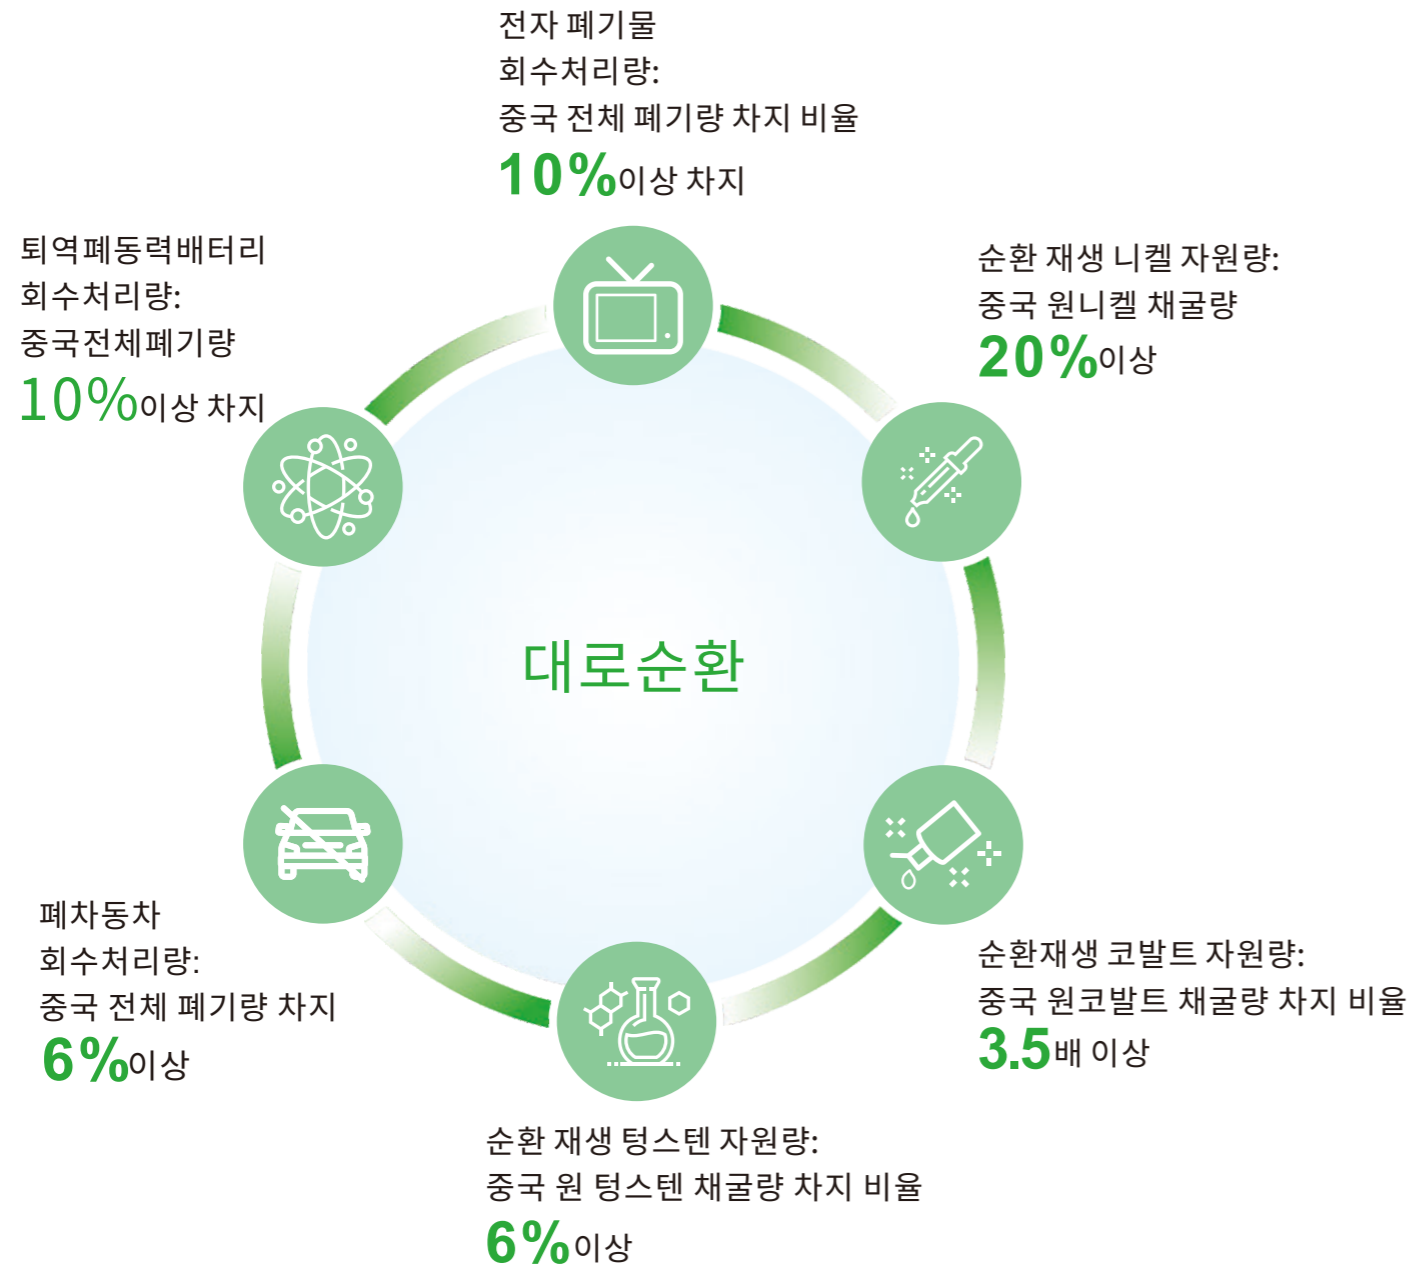 전자 폐기물
회수처리량:
중국 전체 폐기량 차지 비율
10%이상 차지
순환 재생 니켈 자원량:
중국 원니켈 채굴량
20%이상
퇴역폐동력배터리
회수처리량:
중국전체폐기량
10%이상 차지
대로순환
폐차동차
회수처리량:
중국 전체 폐기량 차지
6%이상
순환재생 코발트 자원량:
중국 원코발트 채굴량 차지 비율
3.5배 이상
순환 재생 텅스텐 자원량:
중국 원 텅스텐 채굴량 차지 비율
6%이상